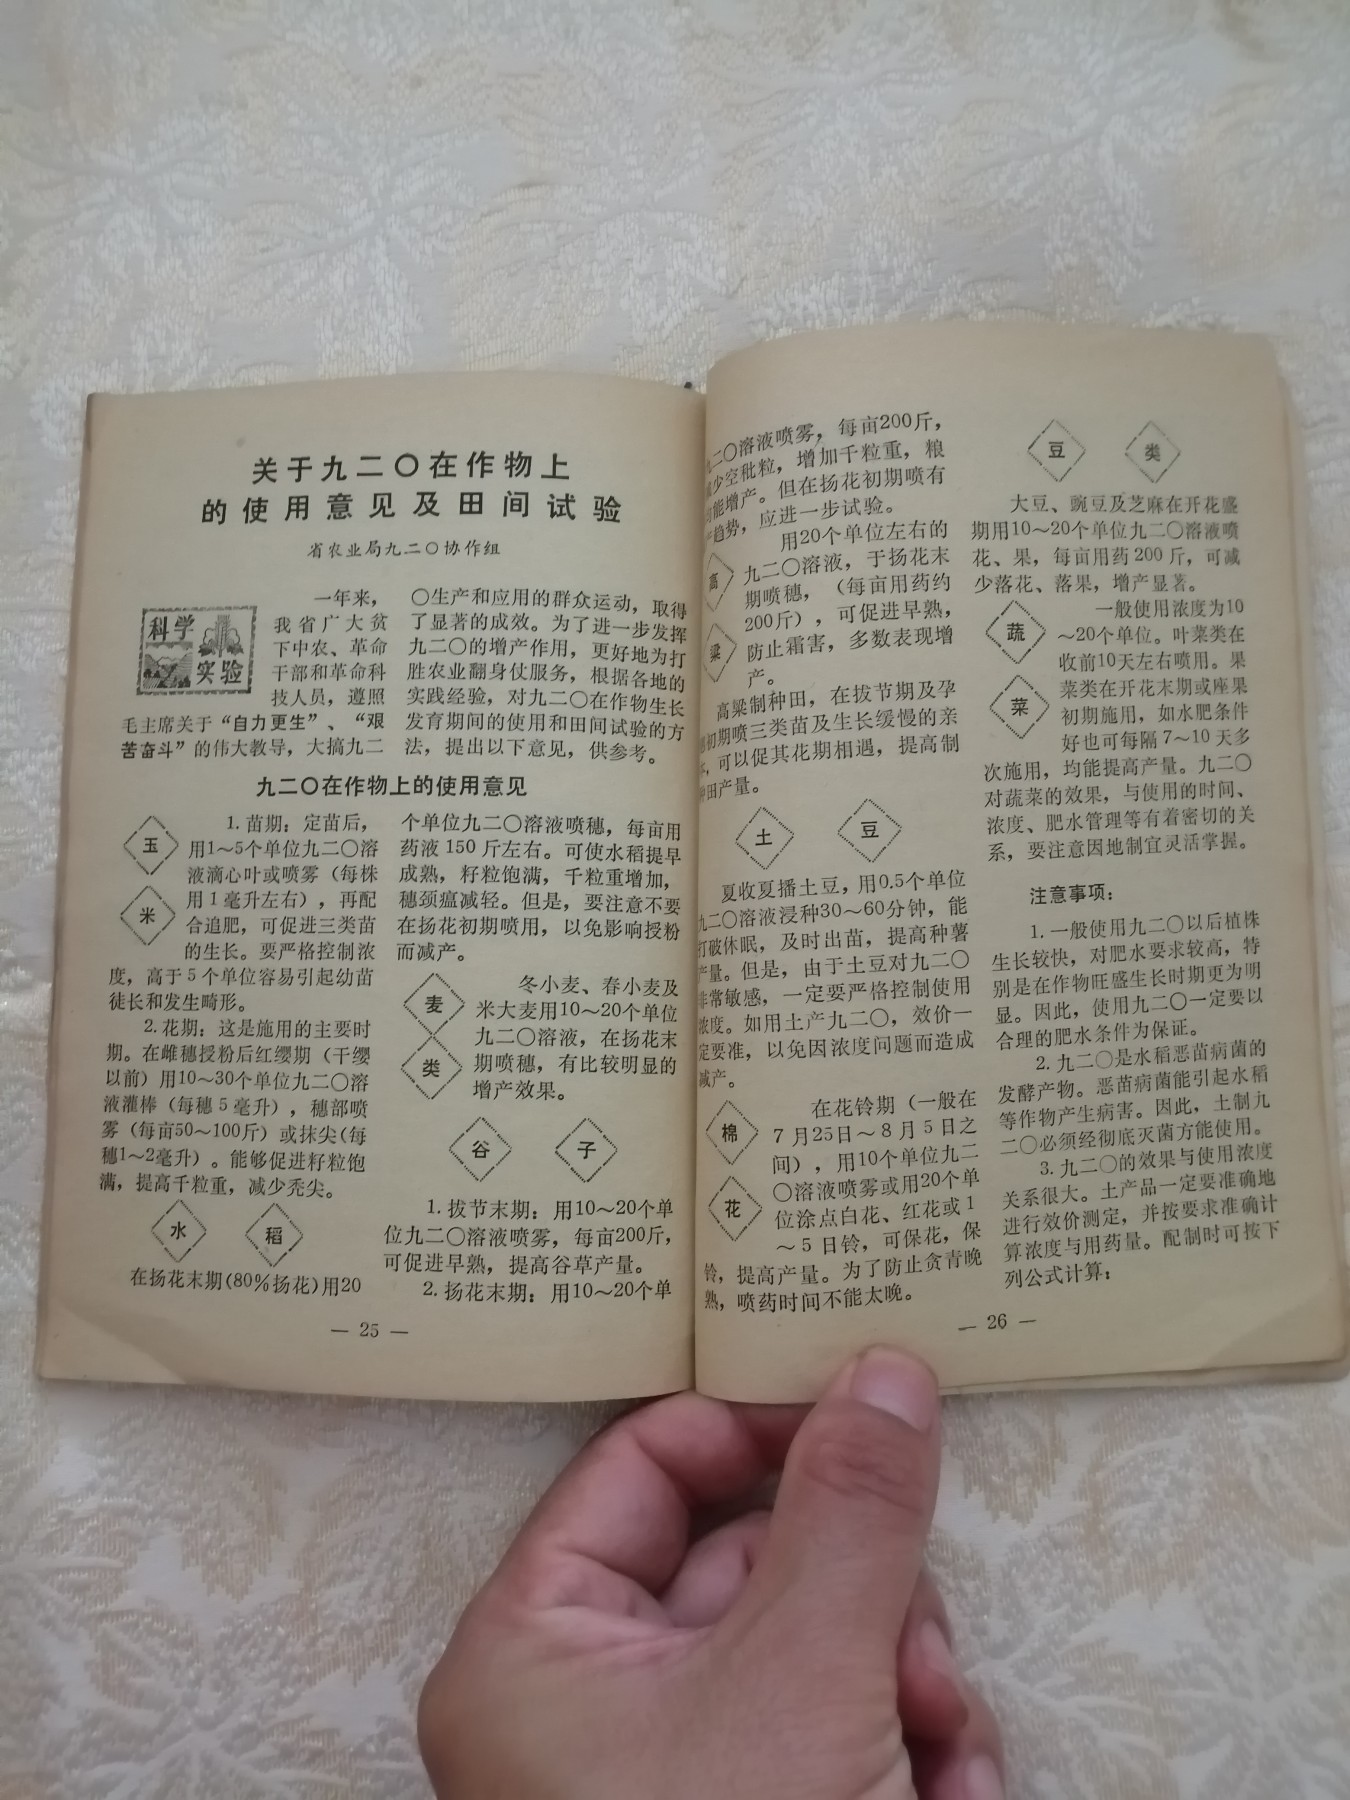 关于九二〇在作物上
的使用意见及田间试验
省农业局九二〇协作组
科学
实验
一年来，
我省广大贫
下中农、革命
干部和革命科
技人员，遵照
毛主席关于“自力更生”、“艰
苦奋斗”的伟大教导，大搞九二
〇生产和应用的群众运动，取得
了显著的成效。为了进一步发挥
九二〇的增产作用，更好地为打
胜农业翻身仗服务，根据各地的
实践经验，对九二〇在作物生长
发育期间的使用和田间试验的方
法，提出以下意见，供参考。
九二〇在作物上的使用意见
玉
米
1.苗期：定苗后，
用1～5个单位九二〇溶
液滴心叶或喷雾（每株
用1毫升左右），再配
合追肥，可促进三类苗
的生长。要严格控制浓
度，高于5个单位容易引起幼苗
徒长和发生畸形。
2.花期：这是施用的主要时
期。在雌穗授粉后红缨期（干缨
以前）用10～30个单位九二〇溶
液灌棒（每穗5毫升），穗部喷
雾（每亩50～100斤）或抹尖（每
穗1～2毫升）。能够促进籽粒饱
满，提高千粒重，减少秃尖。
水
稻
在扬花末期（80%扬花）用20
个单位九二〇溶液喷穗，每亩用
药液150斤左右。可使水稻提早
成熟，籽粒饱满，千粒重增加，
穗颈瘟减轻。但是，要注意不要
在扬花初期喷用，以免影响授粉
而减产。
麦
类
冬小麦、春小麦及
米大麦用10～20个单位
九二〇溶液，在扬花末
期喷穗，有比较明显的
增产效果。
谷
子
1.拔节末期：用10～20个单
位九二〇溶液喷雾，每亩200斤，
可促进早熟，提高谷草产量。
2.扬花末期：用10～20个单
— 25 —
二〇溶液喷雾，每亩200斤，
少空秕粒，增加千粒重，粮
能增产。但在扬花初期喷有
趋势，应进一步试验。
高
粱
用20个单位左右的
九二〇溶液，于扬花末
期喷穗，（每亩用药约
200斤），可促进早熟，
防止霜害，多数表现增
产。
高粱制种田，在拔节期及孕
初期喷三类苗及生长缓慢的亲
，可以促其花期相遇，提高制
田产量。
土
豆
夏收夏播土豆，用0.5个单位
九二〇溶液浸种30～60分钟，能
打破休眠，及时出苗，提高种薯
产量。但是，由于土豆对九二〇
非常敏感，一定要严格控制使用
浓度。如用土产九二〇，效价一
定要准，以免因浓度问题而造成
减产。
棉
花
在花铃期（一般在
7月25日～8月5日之
间），用10个单位九二
〇溶液喷雾或用20个单
位涂点白花、红花或1
～5日铃，可保花，保
铃，提高产量。为了防止贪青晚
熟，喷药时间不能太晚。
豆
类
大豆、豌豆及芝麻在开花盛
期用10～20个单位九二〇溶液喷
花、果，每亩用药200斤，可减
少落花、落果，增产显著。
蔬
菜
一般使用浓度为10
～20个单位。叶菜类在
收前10天左右喷用。果
菜类在开花末期或座果
初期施用，如水肥条件
好也可每隔7～10天多
次施用，均能提高产量。九二〇
对蔬菜的效果，与使用的时间、
浓度、肥水管理等有着密切的关
系，要注意因地制宜灵活掌握。
注意事项：
1.一般使用九二〇以后植株
生长较快，对肥水要求较高，特
别是在作物旺盛生长时期更为明
显。因此，使用九二〇一定要以
合理的肥水条件为保证。
2.九二〇是水稻恶苗病菌的
发酵产物。恶苗病菌能引起水稻
等作物产生病害。因此，土制九
二〇必须经彻底灭菌方能使用。
3.九二〇的效果与使用浓度
关系很大。土产品一定要准确地
进行效价测定，并按要求准确计
算浓度与用药量。配制时可按下
列公式计算：
— 26 —